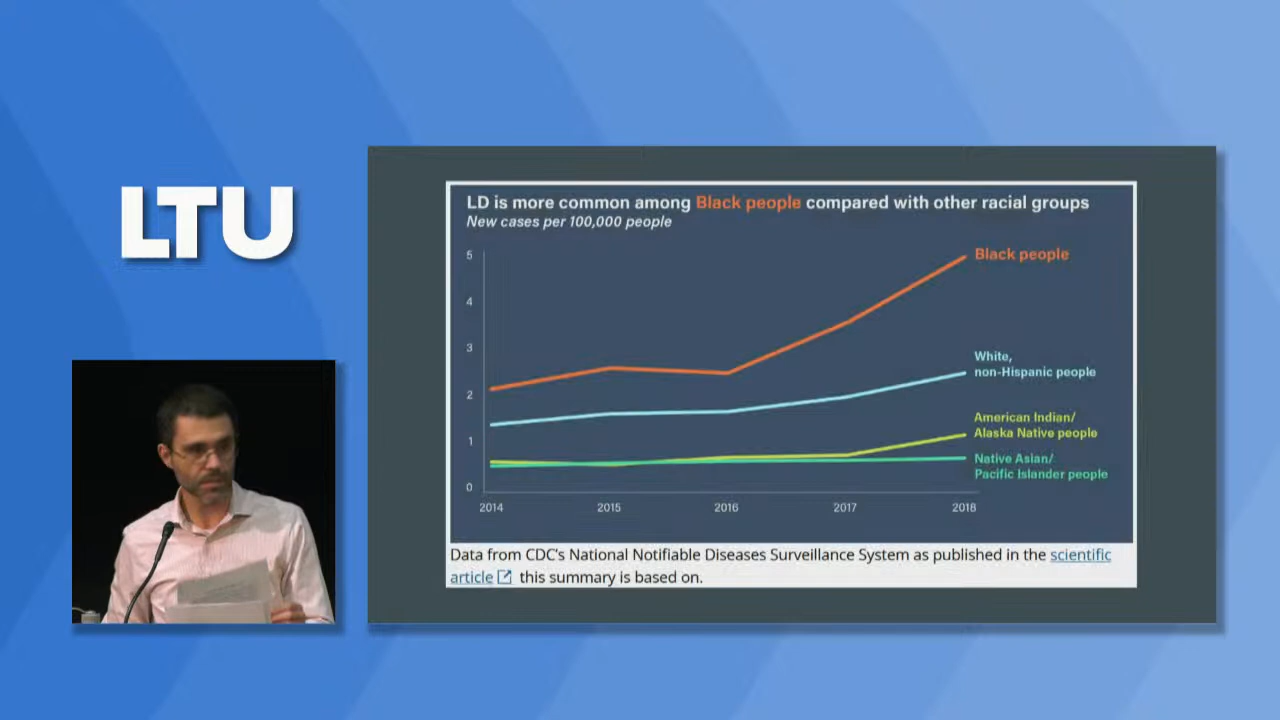 LTU
LD is more common among Black people compared with other racial groups
New cases per 100,000 people
5
4
3
2
1
0
Black people
White,
non-Hispanic people
American Indian/
Alaska Native people
Native Asian/
Pacific Islander people
2014 2015 2016 2017 2018
Data from CDC's National Notifiable Diseases Surveillance System as published in the scientific
article this summary is based on.